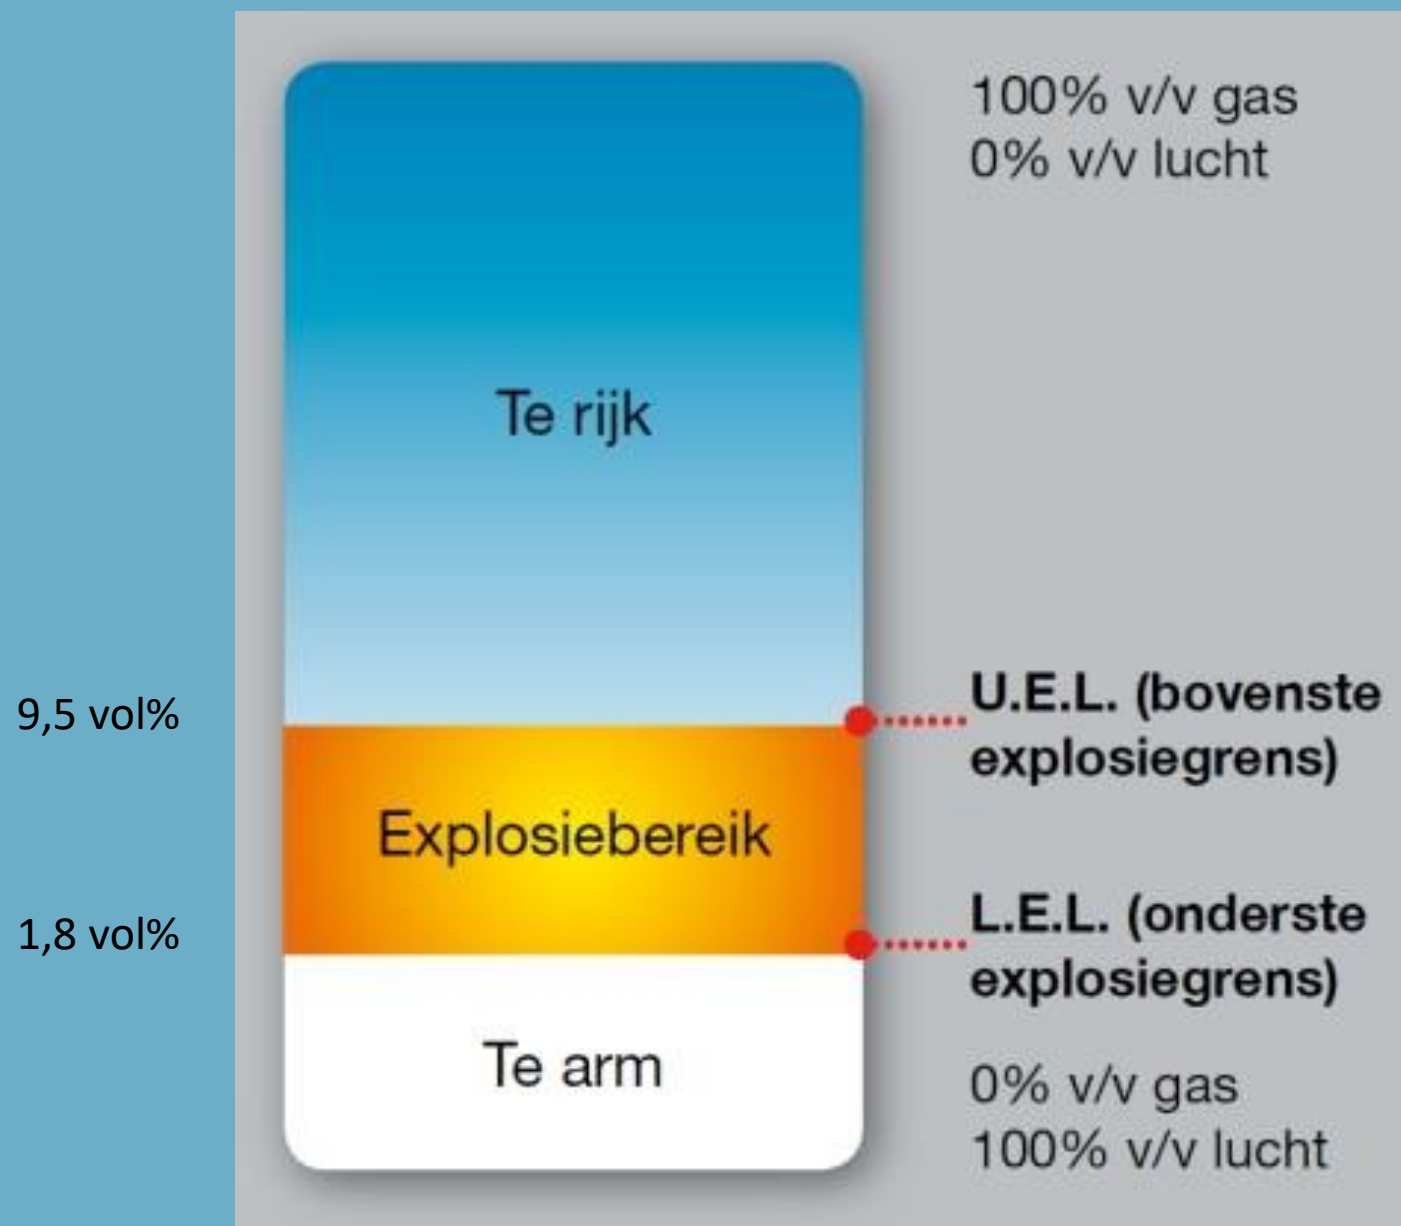 100% v/v gas
0% v/v lucht
Te rijk
9,5 vol%
U.E.L. (bovenste
explosiegrens)
Explosiebereik
1,8 vol%
L.E.L. (onderste
explosiegrens)
Te arm
0% v/v gas
100% v/v lucht